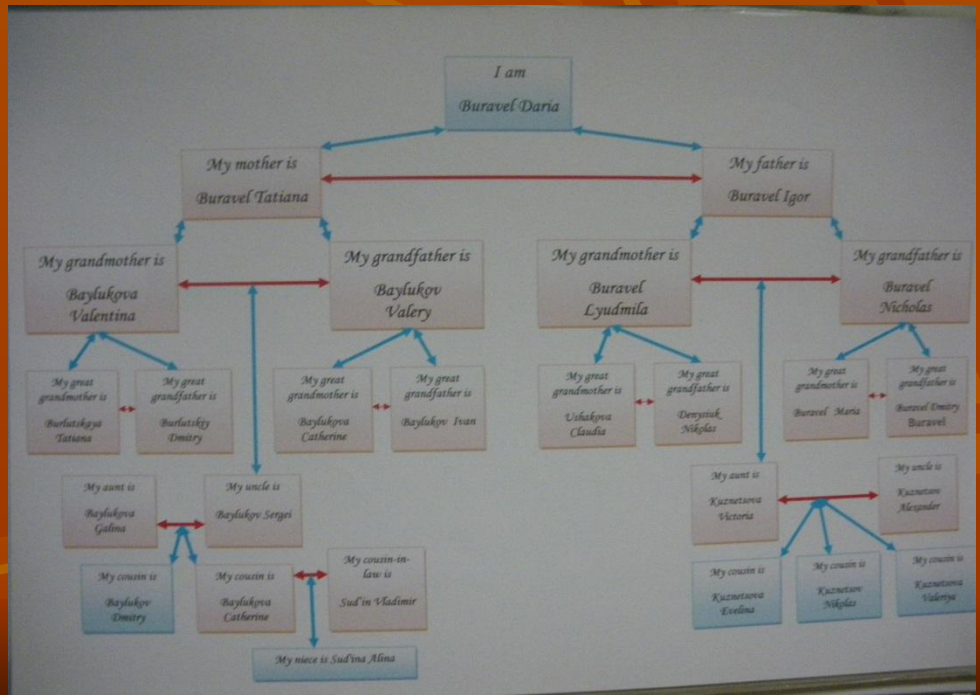 I am
Buravel Daria
My mother is
Buravel Tatiana
My father is
Buravel Igor
My grandmother is
Baylukova
Valentina
My grandfather is
Baylukov
Valery
My grandmother is
Buravel
Lyudmila
My grandfather is
Buravel
Nicholas
My great
grandmother is
Burlutskaya
Tatiana
My great
grandfather is
Burlutskiy
Dmitry
My great
grandmother is
Baylukova
Catherine
My great
grandfather is
Baylukov Ivan
My great
grandmother is
Ushakova
Claudia
My great
grandfather is
Denysiuk
Nikolas
My great
grandmother is
Buravel Maria
My great
grandfather is
Buravel Dmitry
Buravel
My aunt is
Baylukova
Galina
My uncle is
Baylukov Sergei
My aunt is
Kuznetsova
Victoria
My uncle is
Kuznetsov
Alexander
My cousin is
Baylukov
Dmitry
My cousin is
Baylukova
Catherine
My cousin-in-
law is
Sud'in Vladimir
My cousin is
Kuznetsova
Evelina
My cousin is
Kuznetsov
Nikolas
My cousin is
Kuznetsova
Valeriya
My niece is Sud'ina Alina